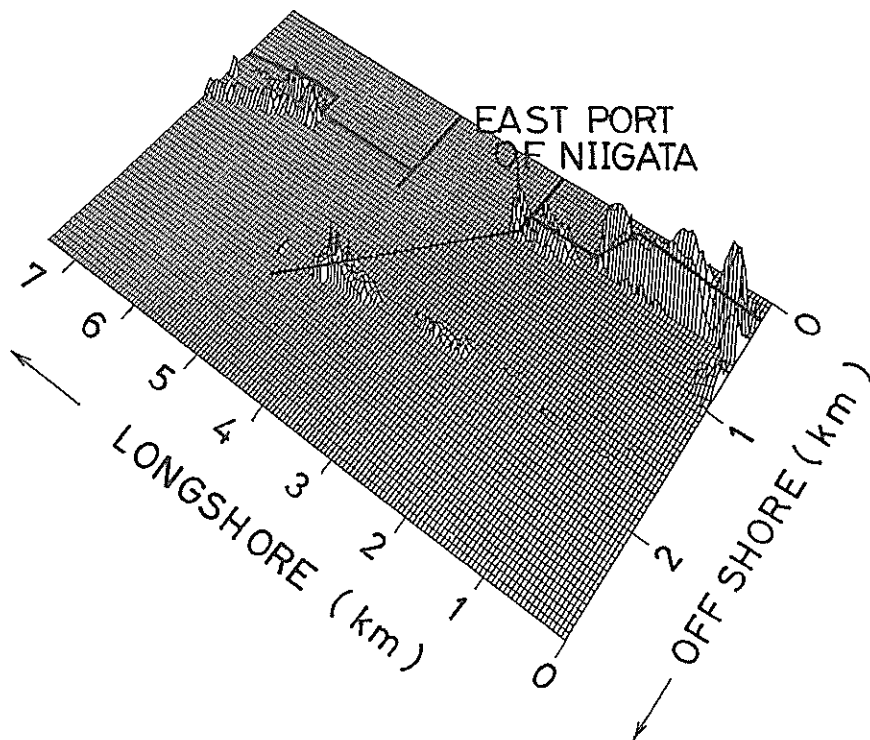 EAST PORT
OF NIIGATA
7
6
5
4
3
2
1
0
LONGSHORE (km)
0
1
2
OFF SHORE (km)